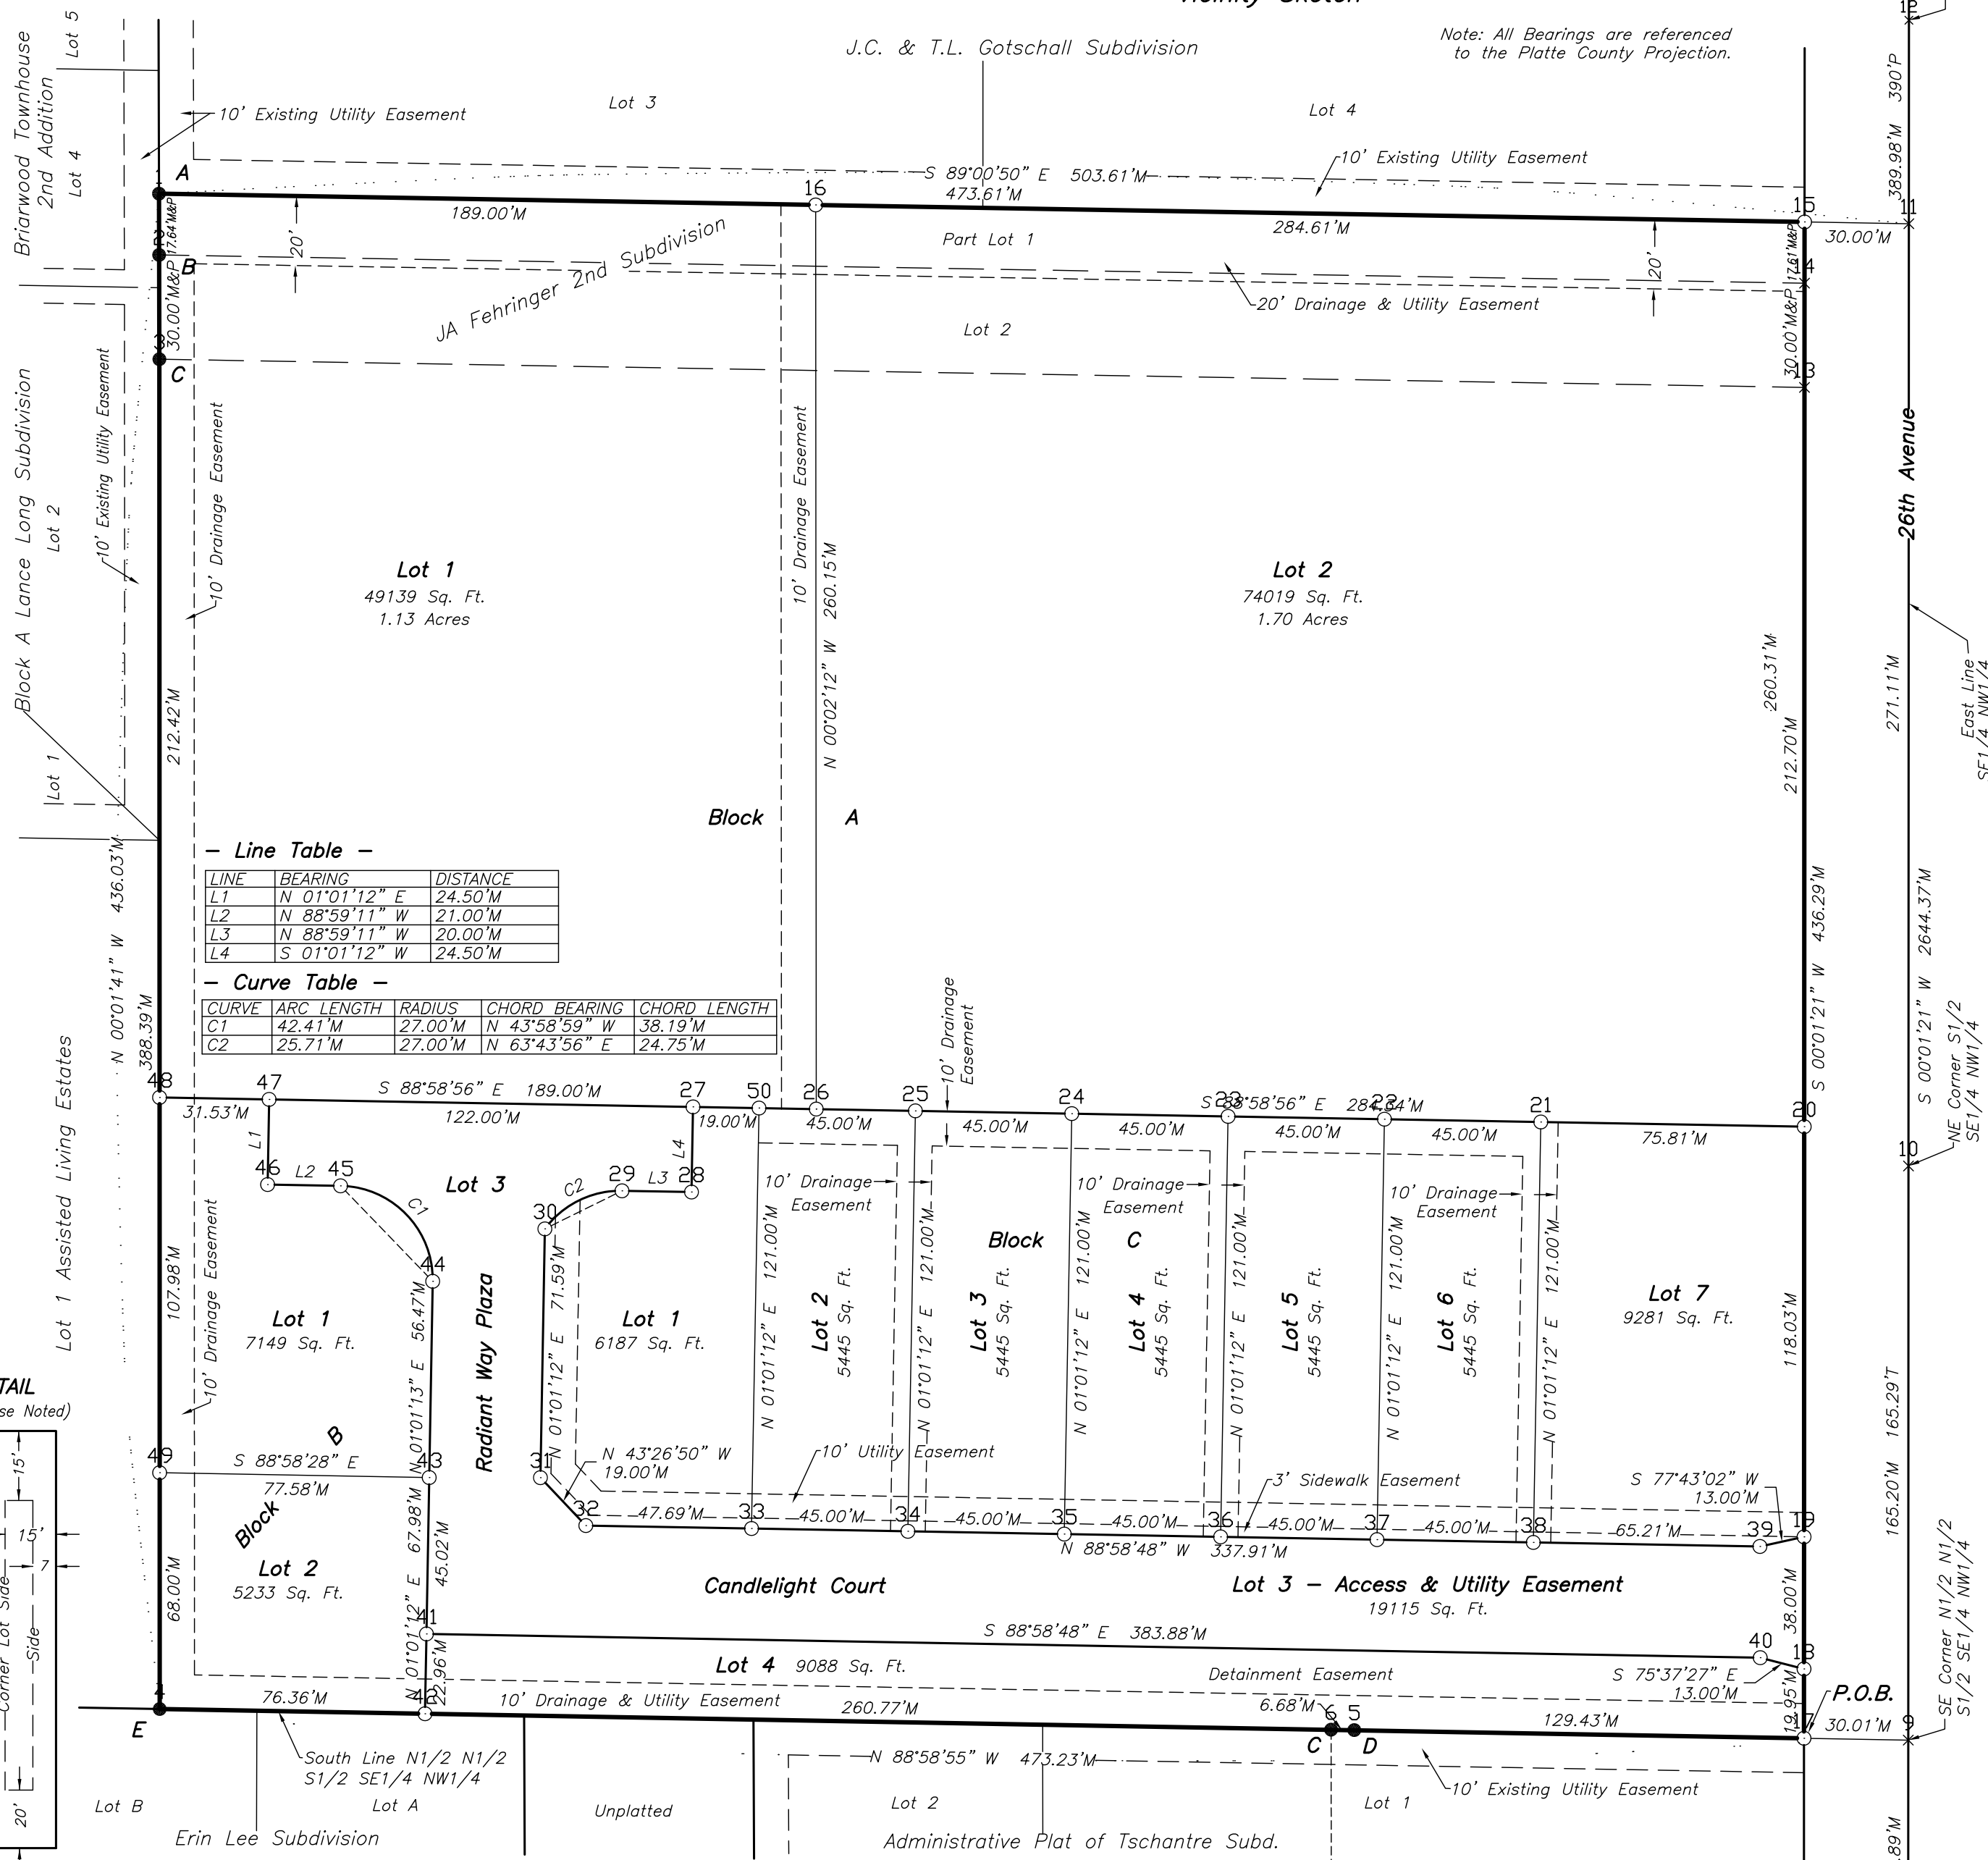 Vicinity Sketch
J.C. & T.L. Gotschall Subdivision
Note: All Bearings are referenced
to the Platte County Projection.
12
Briarwood Townhouse
2nd Addition
Lot 5
Lot 4
10' Existing Utility Easement
Lot 3
Lot 4
10' Existing Utility Easement
390'P
389.98'M
1
A
S 89°00'50" E 503.61'M
473.61'M
16
15
11
189.00'M
284.61'M
30.00'M
17.64'M&P
20'
JA Fehringer 2nd Subdivision
Part Lot 1
20'
17.61'M&P
14
B
30.00'M&P
20' Drainage & Utility Easement
30.00'M&P
Lot 2
3
C
13
Block A Lance Long Subdivision
Lot 2
Lot 1
10' Existing Utility Easement
10' Drainage Easement
10' Drainage Easement
N 00°02'12" W 260.15'M
26th Avenue
Lot 1
49139 Sq. Ft.
1.13 Acres
Lot 2
74019 Sq. Ft.
1.70 Acres
212.42'M
260.31'M
212.70'M
271.11'M
East Line
SE1/4 NW1/4
Block A
N 00°01'41" W 436.03'M
388.39'M
S 00°01'21" W 436.29'M
S 00°01'21" W 2644.37'M
– Line Table –
LINE BEARING DISTANCE
L1 N 01°01'12" E 24.50'M
L2 N 88°59'11" W 21.00'M
L3 N 88°59'11" W 20.00'M
L4 S 01°01'12" W 24.50'M
– Curve Table –
CURVE ARC LENGTH RADIUS CHORD BEARING CHORD LENGTH
C1 42.41'M 27.00'M N 43°58'59" W 38.19'M
C2 25.71'M 27.00'M N 63°43'56" E 24.75'M
10' Drainage
Easement
NE Corner S1/2
SE1/4 NW1/4
Lot 1 Assisted Living Estates
48
47
S 88°58'56" E 189.00'M
27
50
26
25
24
23
S 88°58'56" E 284.34'M
22
21
20
31.53'M
122.00'M
19.00'M
45.00'M
45.00'M
45.00'M
45.00'M
45.00'M
75.81'M
10
L1
L4
46
L2
45
Lot 3
C1
C2
29
L3
28
30
44
10' Drainage
Easement
10' Drainage
Easement
10' Drainage
Easement
107.98'M
10' Drainage Easement
Lot 1
7149 Sq. Ft.
N 01°01'13" E 56.47'M
Radiant Way Plaza
N 01°01'12" E 71.59'M
Lot 1
6187 Sq. Ft.
N 01°01'12" E 121.00'M
Lot 2
5445 Sq. Ft.
N 01°01'12" E 121.00'M
Block C
Lot 3
5445 Sq. Ft.
N 01°01'12" E 121.00'M
Lot 4
5445 Sq. Ft.
N 01°01'12" E 121.00'M
Lot 5
5445 Sq. Ft.
N 01°01'12" E 121.00'M
Lot 6
5445 Sq. Ft.
N 01°01'12" E 121.00'M
Lot 7
9281 Sq. Ft.
118.03'M
165.29'T
165.20'M
TAIL
se Noted)
15'
15'
7
Corner Lot Side
Side
20'
49
S 88°58'28" E
77.58'M
43
31
N 43°26'50" W
19.00'M
10' Utility Easement
3' Sidewalk Easement
S 77°43'02" W
13.00'M
32
47.69'M
33
45.00'M
34
45.00'M
35
45.00'M
36
45.00'M
37
45.00'M
38
65.21'M
39
19
N 88°58'48" W 337.91'M
Block B
Lot 2
5233 Sq. Ft.
68.00'M
N 01°01'12" E 67.98'M
45.02'M
22.96'M
Candlelight Court
Lot 3 – Access & Utility Easement
19115 Sq. Ft.
38.00'M
SE Corner N1/2 N1/2
S1/2 SE1/4 NW1/4
41
S 88°58'48" E 383.88'M
40
18
Lot 4 9088 Sq. Ft.
Detainment Easement
S 75°37'27" E
13.00'M
19.95'M
P.O.B.
4
E
76.36'M
42
10' Drainage & Utility Easement
260.77'M
6.68'M
6
5
C
D
129.43'M
17
30.01'M
9
South Line N1/2 N1/2
S1/2 SE1/4 NW1/4
N 88°58'55" W 473.23'M
10' Existing Utility Easement
Lot B
Lot A
Unplatted
Lot 2
Lot 1
Erin Lee Subdivision
Administrative Plat of Tschantre Subd.
.89'M